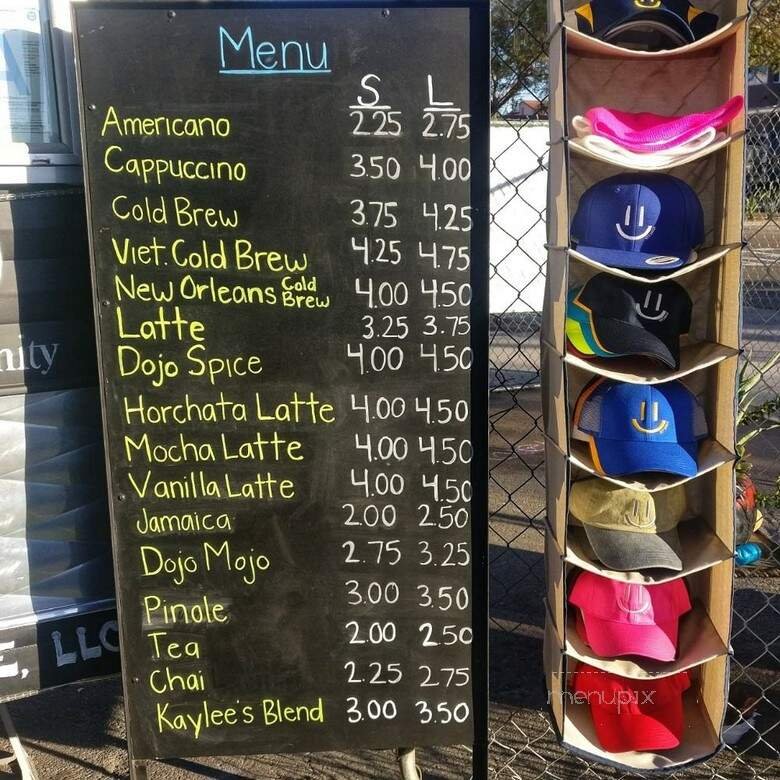 Menu
S L
Americano 2.25 2.75
Cappuccino 3.50 4.00
Cold Brew 3.75 4.25
Viet. Cold Brew 4.25 4.75
New Orleans Cold Brew 4.00 4.50
Latte 3.25 3.75
Dojo Spice 4.00 4.50
Horchata Latte 4.00 4.50
Mocha Latte 4.00 4.50
Vanilla Latte 4.00 4.50
Jamaica 2.00 2.50
Dojo Mojo 2.75 3.25
Pinole 3.00 3.50
Tea 2.00 2.50
Chai 2.25 2.75
Kaylee's Blend 3.00 3.50
nity
E, LLC
menupix